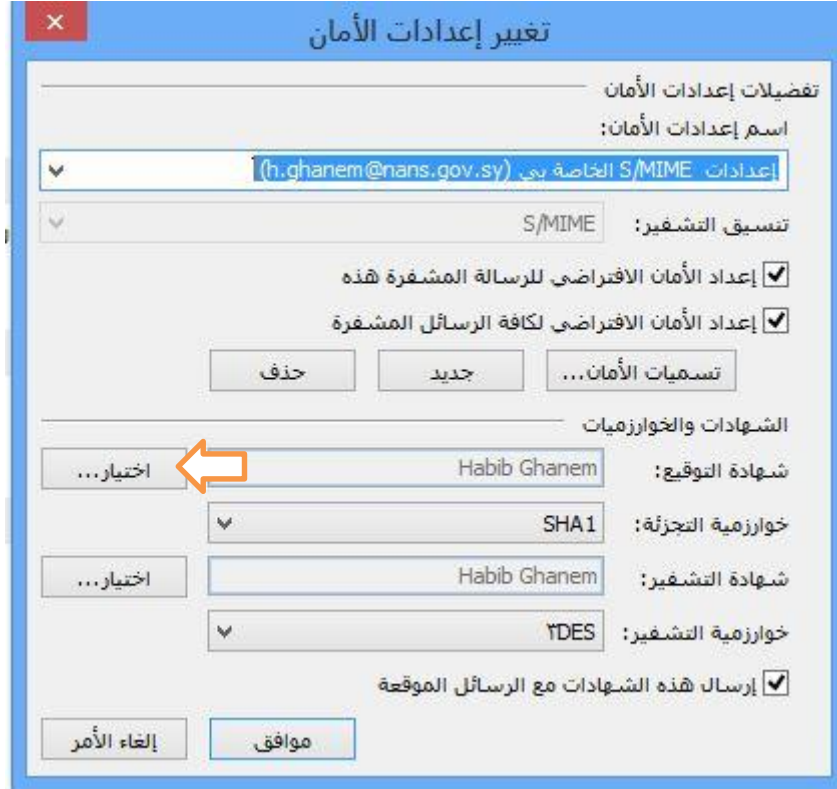 تغيير إعدادات الأمان
تفضيلات إعدادات الأمان
اسم إعدادات الأمان:
إعدادات S/MIME الخاصة بي (h.ghanem@nans.gov.sy)
تنسيق التشفير: S/MIME
إعداد الأمان الافتراضي للرسالة المشفرة هذه
إعداد الأمان الافتراضي لكافة الرسائل المشفرة
تسميات الأمان... جديد حذف
الشهادات والخوارزميات
شهادة التوقيع: Habib Ghanem اختيار...
خوارزمية التجزئة: SHA1
شهادة التشفير: Habib Ghanem اختيار...
خوارزمية التشفير: ٣DES
إرسال هذه الشهادات مع الرسائل الموقعة
موافق إلغاء الأمر